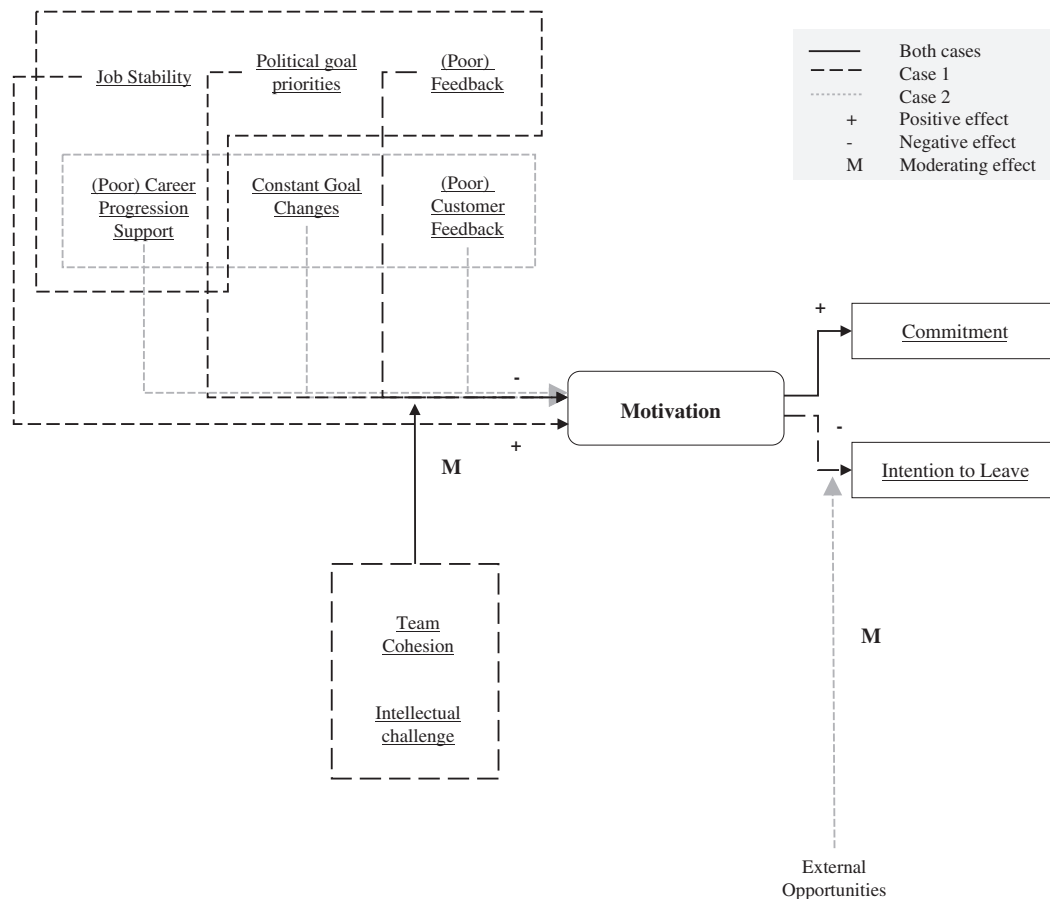 Job Stability
Political goal
priorities
(Poor)
Feedback
(Poor) Career
Progression
Support
Constant Goal
Changes
(Poor)
Customer
Feedback
Both cases
Case 1
Case 2
+ Positive effect
- Negative effect
M Moderating effect
-
+
M
Motivation
+
Commitment
-
Intention to Leave
Team
Cohesion
Intellectual
challenge
M
External
Opportunities